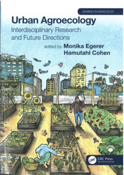 Urban Agroecology
Interdisciplinary Research
and Future Directions
edited by Monika Egerer
Hamutahl Cohen
CRC Press